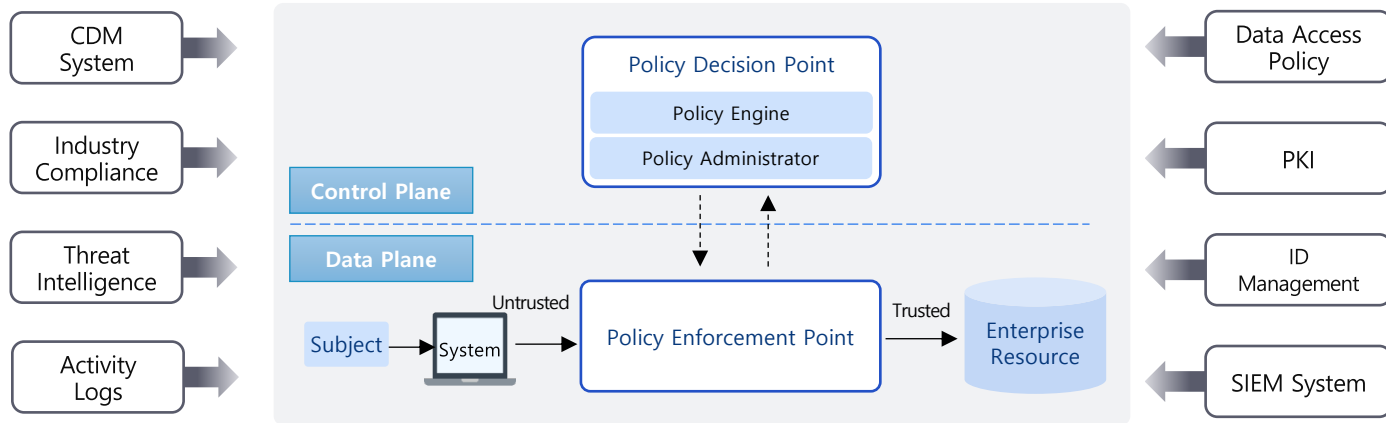 CDM
System
Industry
Compliance
Threat
Intelligence
Activity
Logs
Policy Decision Point
Policy Engine
Policy Administrator
Control Plane
Data Plane
Subject
System
Untrusted
Policy Enforcement Point
Trusted
Enterprise
Resource
Data Access
Policy
PKI
ID
Management
SIEM System